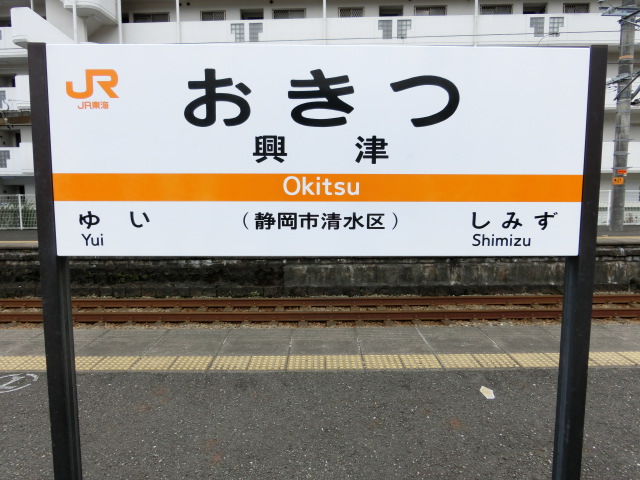 JR
JR東海
おきつ
興津
Okitsu
ゆい （静岡市清水区） しみず
Yui Shimizu